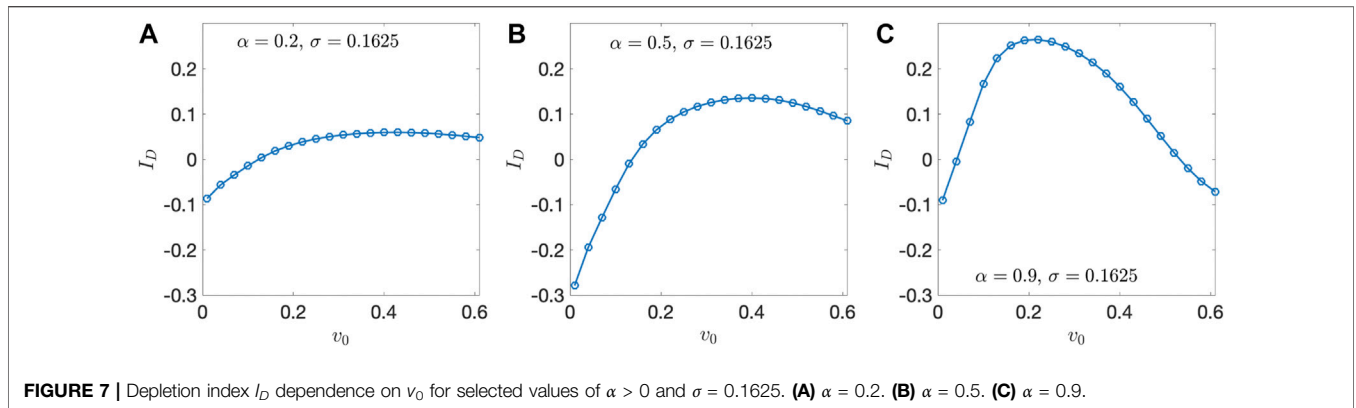 A
α = 0.2, σ = 0.1625
0.2
0.1
0
-0.1
-0.2
-0.3
I_D
0
0.2
0.4
0.6
v_0
B
α = 0.5, σ = 0.1625
0.2
0.1
0
-0.1
-0.2
-0.3
I_D
0
0.2
0.4
0.6
v_0
C
0.2
0.1
0
-0.1
-0.2
-0.3
I_D
α = 0.9, σ = 0.1625
0
0.2
0.4
0.6
v_0
FIGURE 7 | Depletion index I_D dependence on v_0 for selected values of α > 0 and σ = 0.1625. (A) α = 0.2. (B) α = 0.5. (C) α = 0.9.